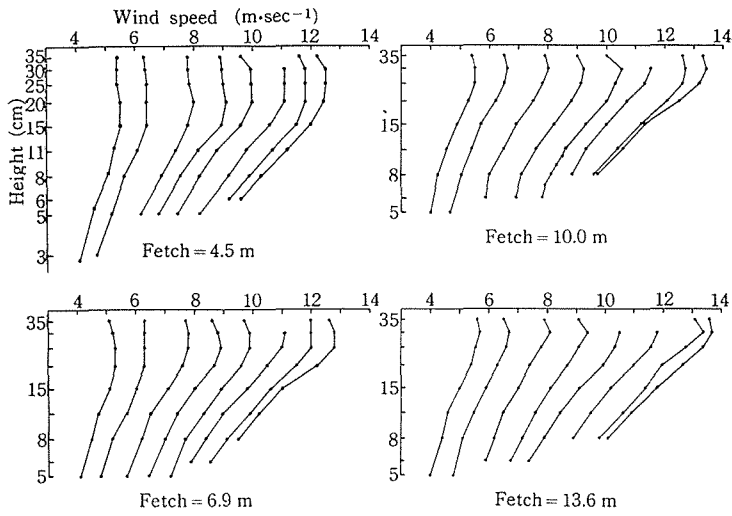 Wind speed (m·sec⁻¹)
4 6 8 10 12 14
Height (cm)
35
30
25
20
15
11
8
6
5
3
Fetch = 4.5 m
4 6 8 10 12 14
35
15
8
5
Fetch = 10.0 m
4 6 8 10 12 14
35
15
8
5
Fetch = 6.9 m
4 6 8 10 12 14
35
15
8
5
Fetch = 13.6 m